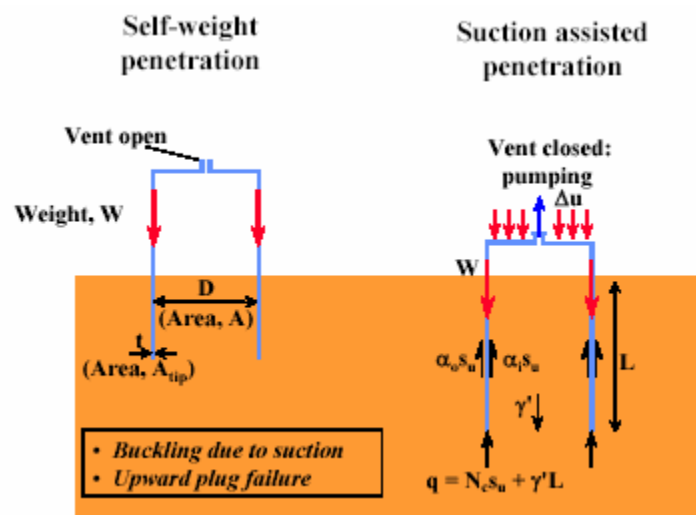 Self-weight
penetration
Suction assisted
penetration
Vent open
Vent closed:
pumping
Δu
Weight, W
W
D
(Area, A)
t
(Area, A_tip)
α_o s_u
α_i s_u
L
γ'
• Buckling due to suction
• Upward plug failure
q = N_c s_u + γ'L